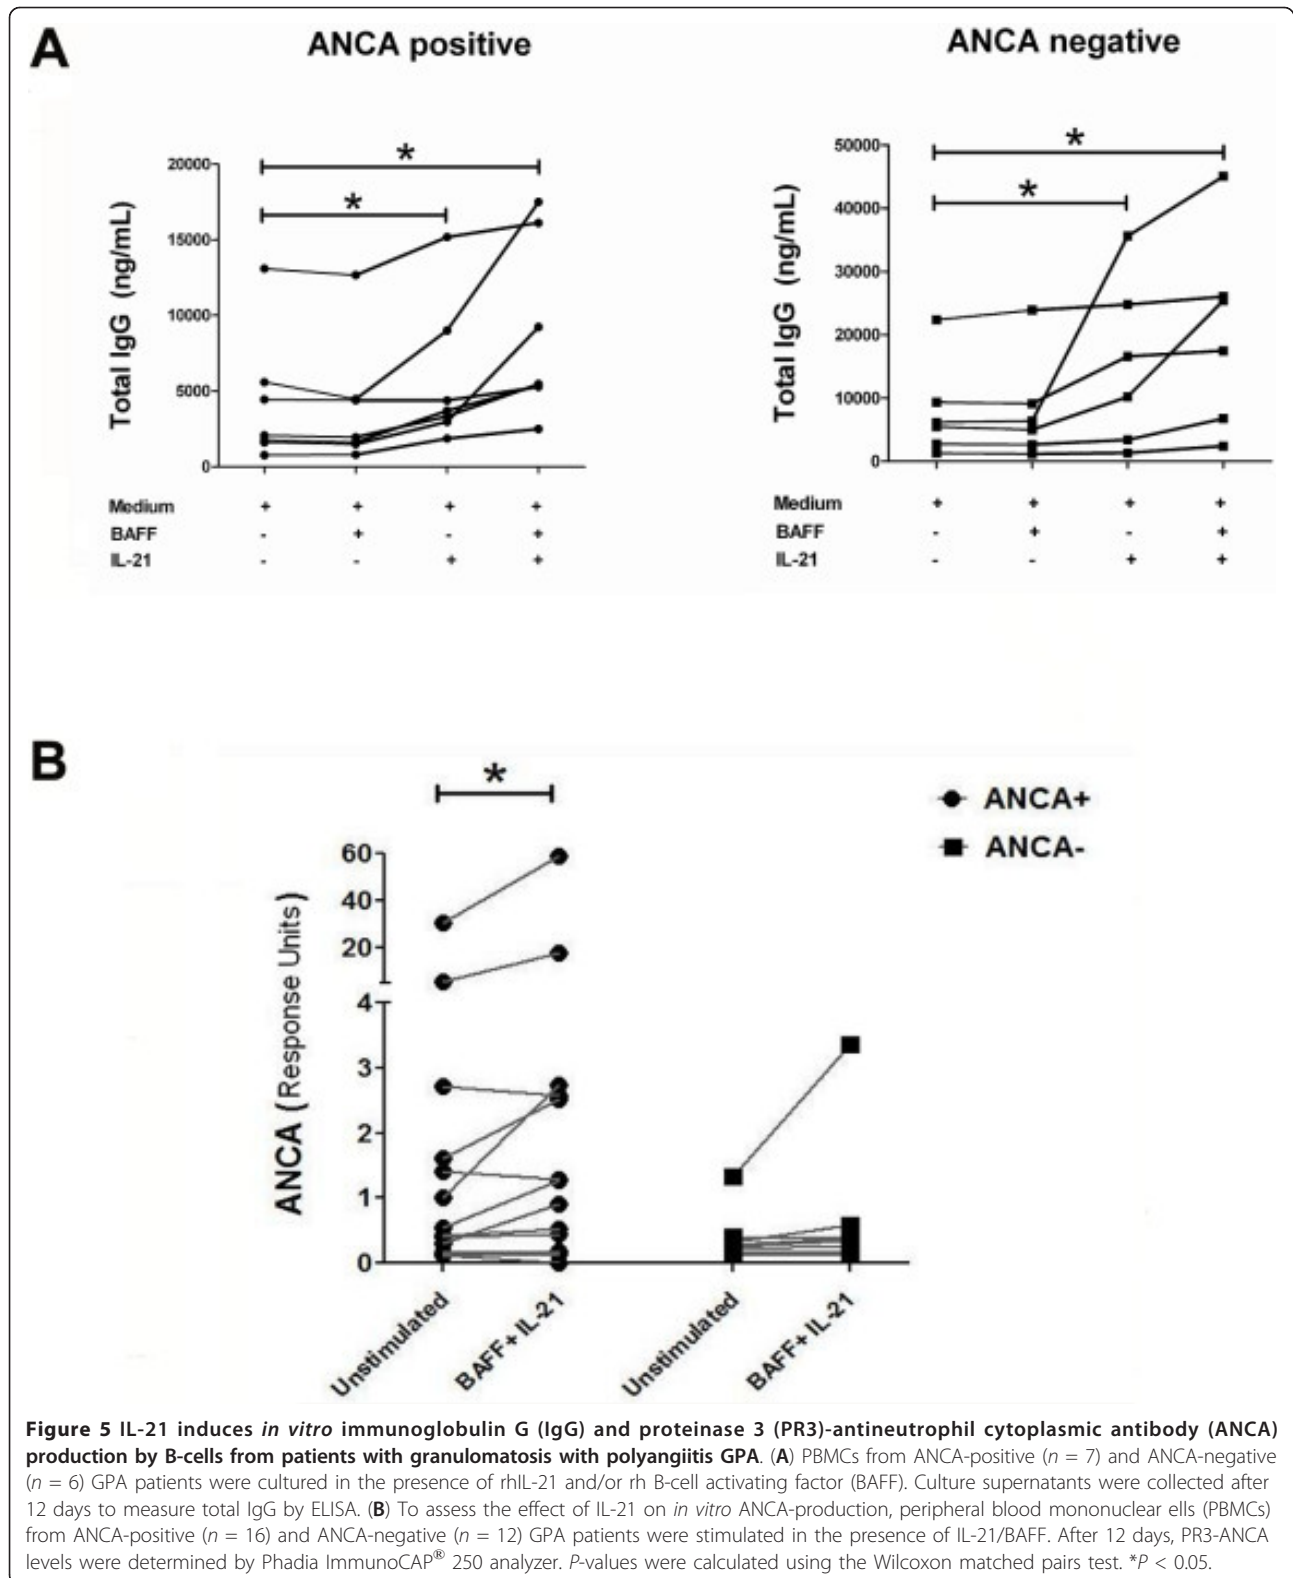 A
ANCA positive
ANCA negative
*
*
20000
15000
10000
5000
0
Total IgG (ng/mL)
Medium + + + +
BAFF - + - +
IL-21 - - + +
*
*
50000
40000
30000
20000
10000
0
Total IgG (ng/mL)
Medium + + + +
BAFF - + - +
IL-21 - - + +
B
*
ANCA+
ANCA-
60
40
20
4
3
2
1
0
ANCA (Response Units)
Unstimulated
BAFF+ IL-21
Unstimulated
BAFF+ IL-21
Figure 5 IL-21 induces in vitro immunoglobulin G (IgG) and proteinase 3 (PR3)-antineutrophil cytoplasmic antibody (ANCA)
production by B-cells from patients with granulomatosis with polyangiitis GPA. (A) PBMCs from ANCA-positive (n = 7) and ANCA-negative
(n = 6) GPA patients were cultured in the presence of rhIL-21 and/or rh B-cell activating factor (BAFF). Culture supernatants were collected after
12 days to measure total IgG by ELISA. (B) To assess the effect of IL-21 on in vitro ANCA-production, peripheral blood mononuclear ells (PBMCs)
from ANCA-positive (n = 16) and ANCA-negative (n = 12) GPA patients were stimulated in the presence of IL-21/BAFF. After 12 days, PR3-ANCA
levels were determined by Phadia ImmunoCAP® 250 analyzer. P-values were calculated using the Wilcoxon matched pairs test. *P < 0.05.